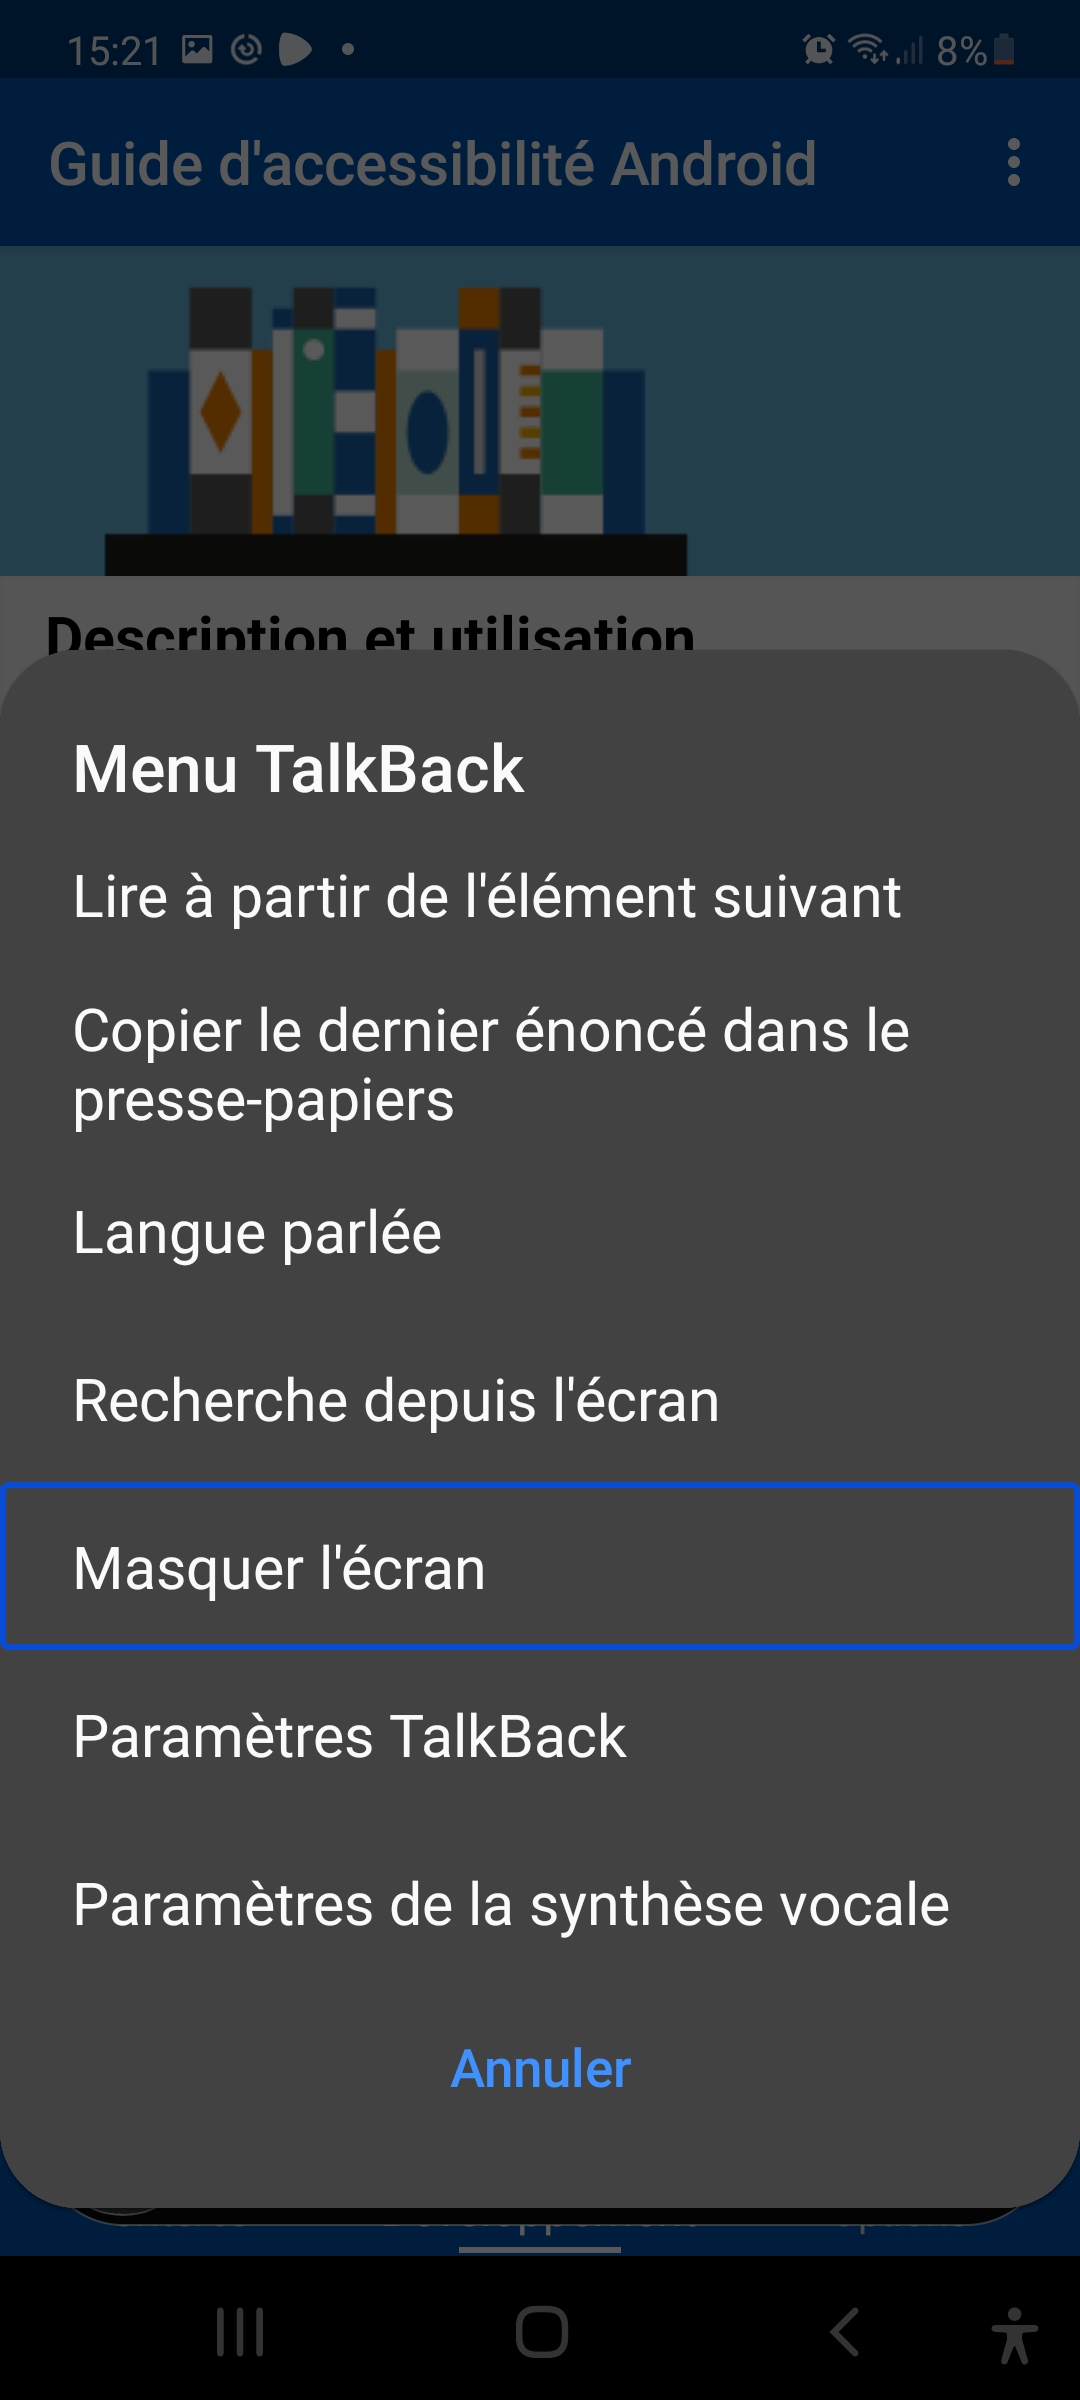 15:21
8%
Guide d'accessibilité Android
Description et utilisation
Menu TalkBack
Lire à partir de l'élément suivant
Copier le dernier énoncé dans le
presse-papiers
Langue parlée
Recherche depuis l'écran
Masquer l'écran
Paramètres TalkBack
Paramètres de la synthèse vocale
Annuler